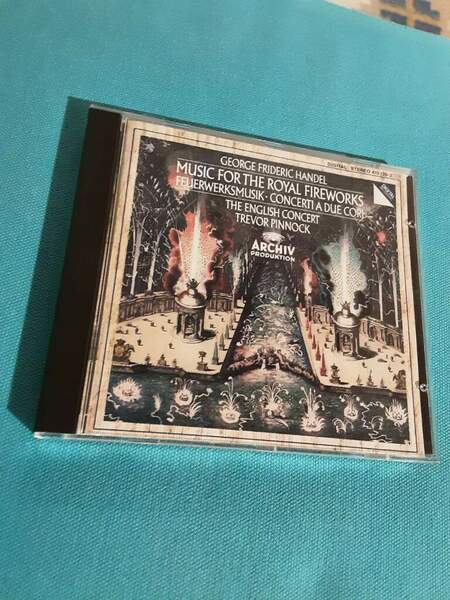 DIGITAL STEREO
GEORGE FRIDERIC HANDEL
MUSIC FOR THE ROYAL FIREWORKS
FEUERWERKSMUSIK · CONCERTI A DUE CORI
THE ENGLISH CONCERT
TREVOR PINNOCK
ARCHIV
PRODUKTION